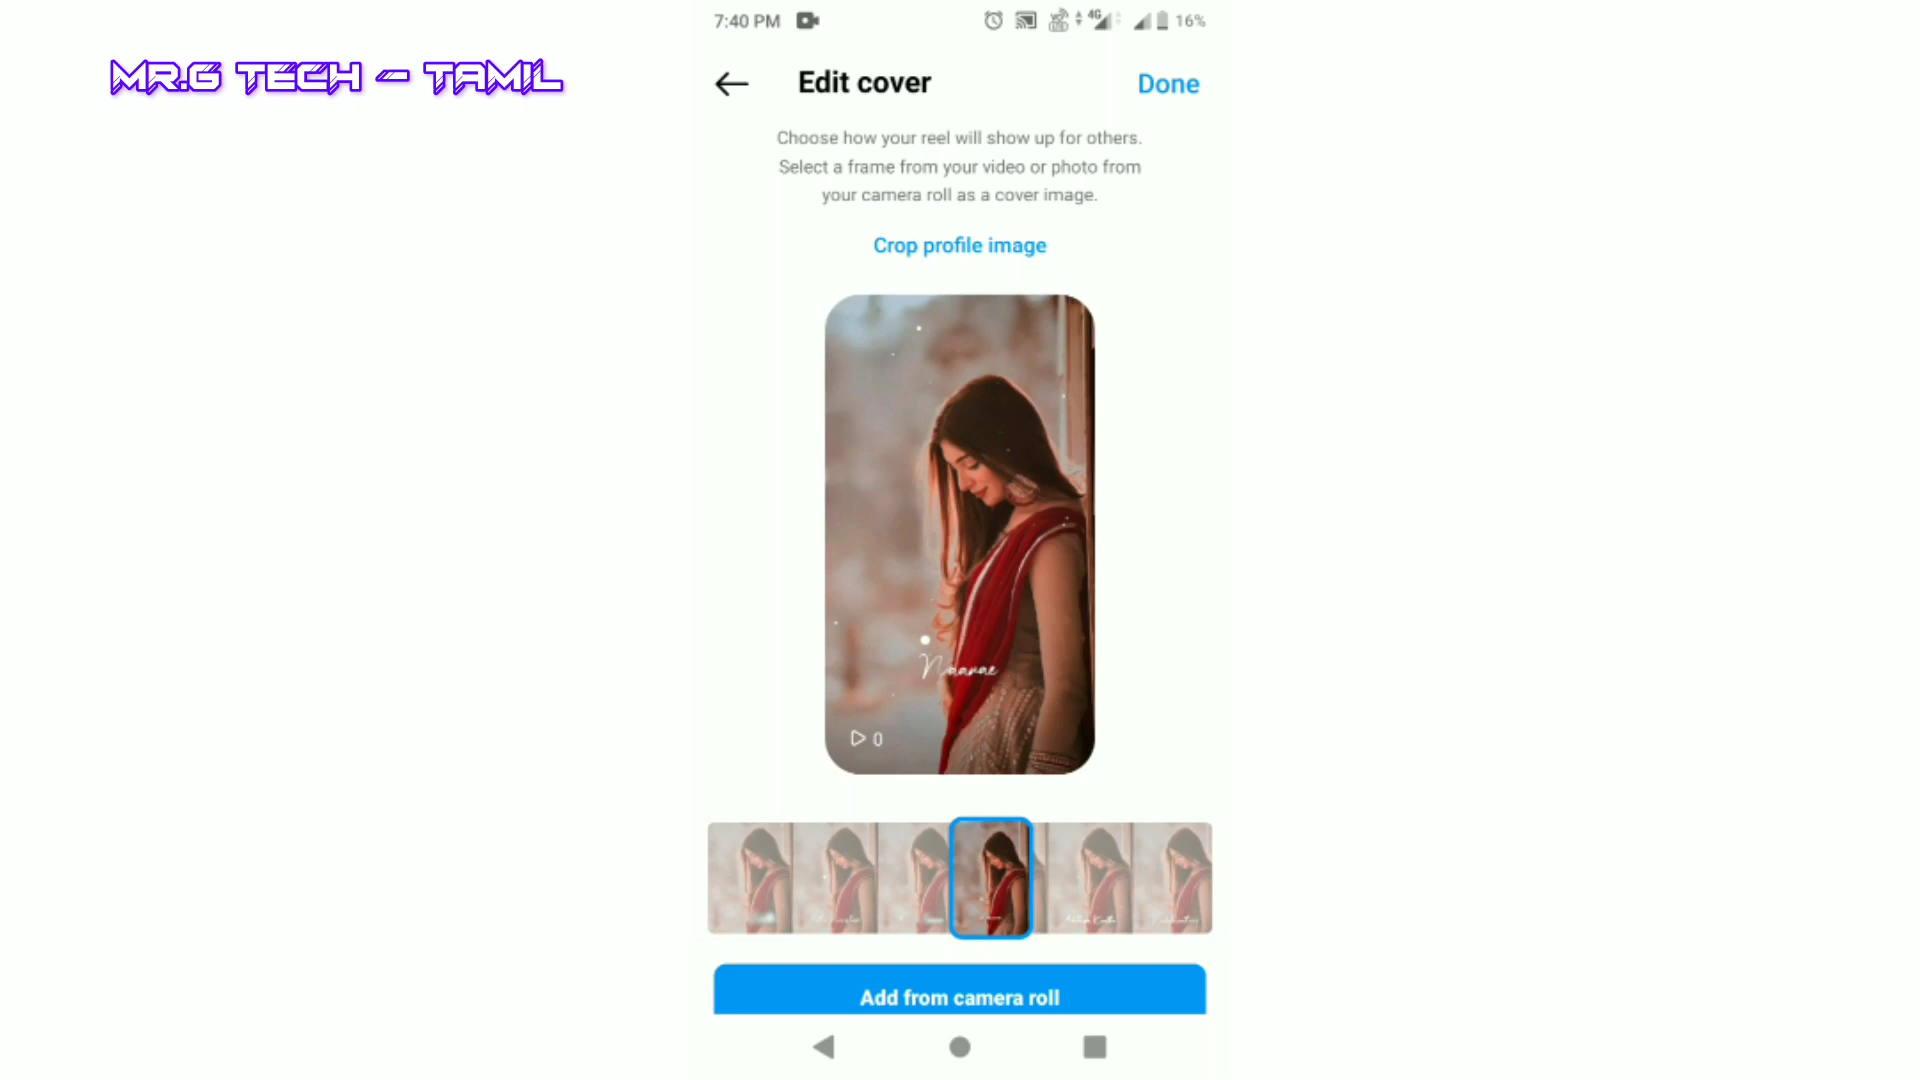 7:40 PM
4G
16%
MR.G TECH - TAMIL
Edit cover
Done
Choose how your reel will show up for others.
Select a frame from your video or photo from
your camera roll as a cover image.
Crop profile image
Naanae
0
Add from camera roll